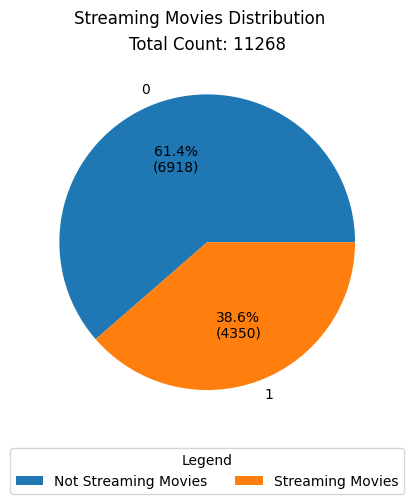 Streaming Movies Distribution
Total Count: 11268
0
61.4%
(6918)
38.6%
(4350)
1
Legend
Not Streaming Movies
Streaming Movies